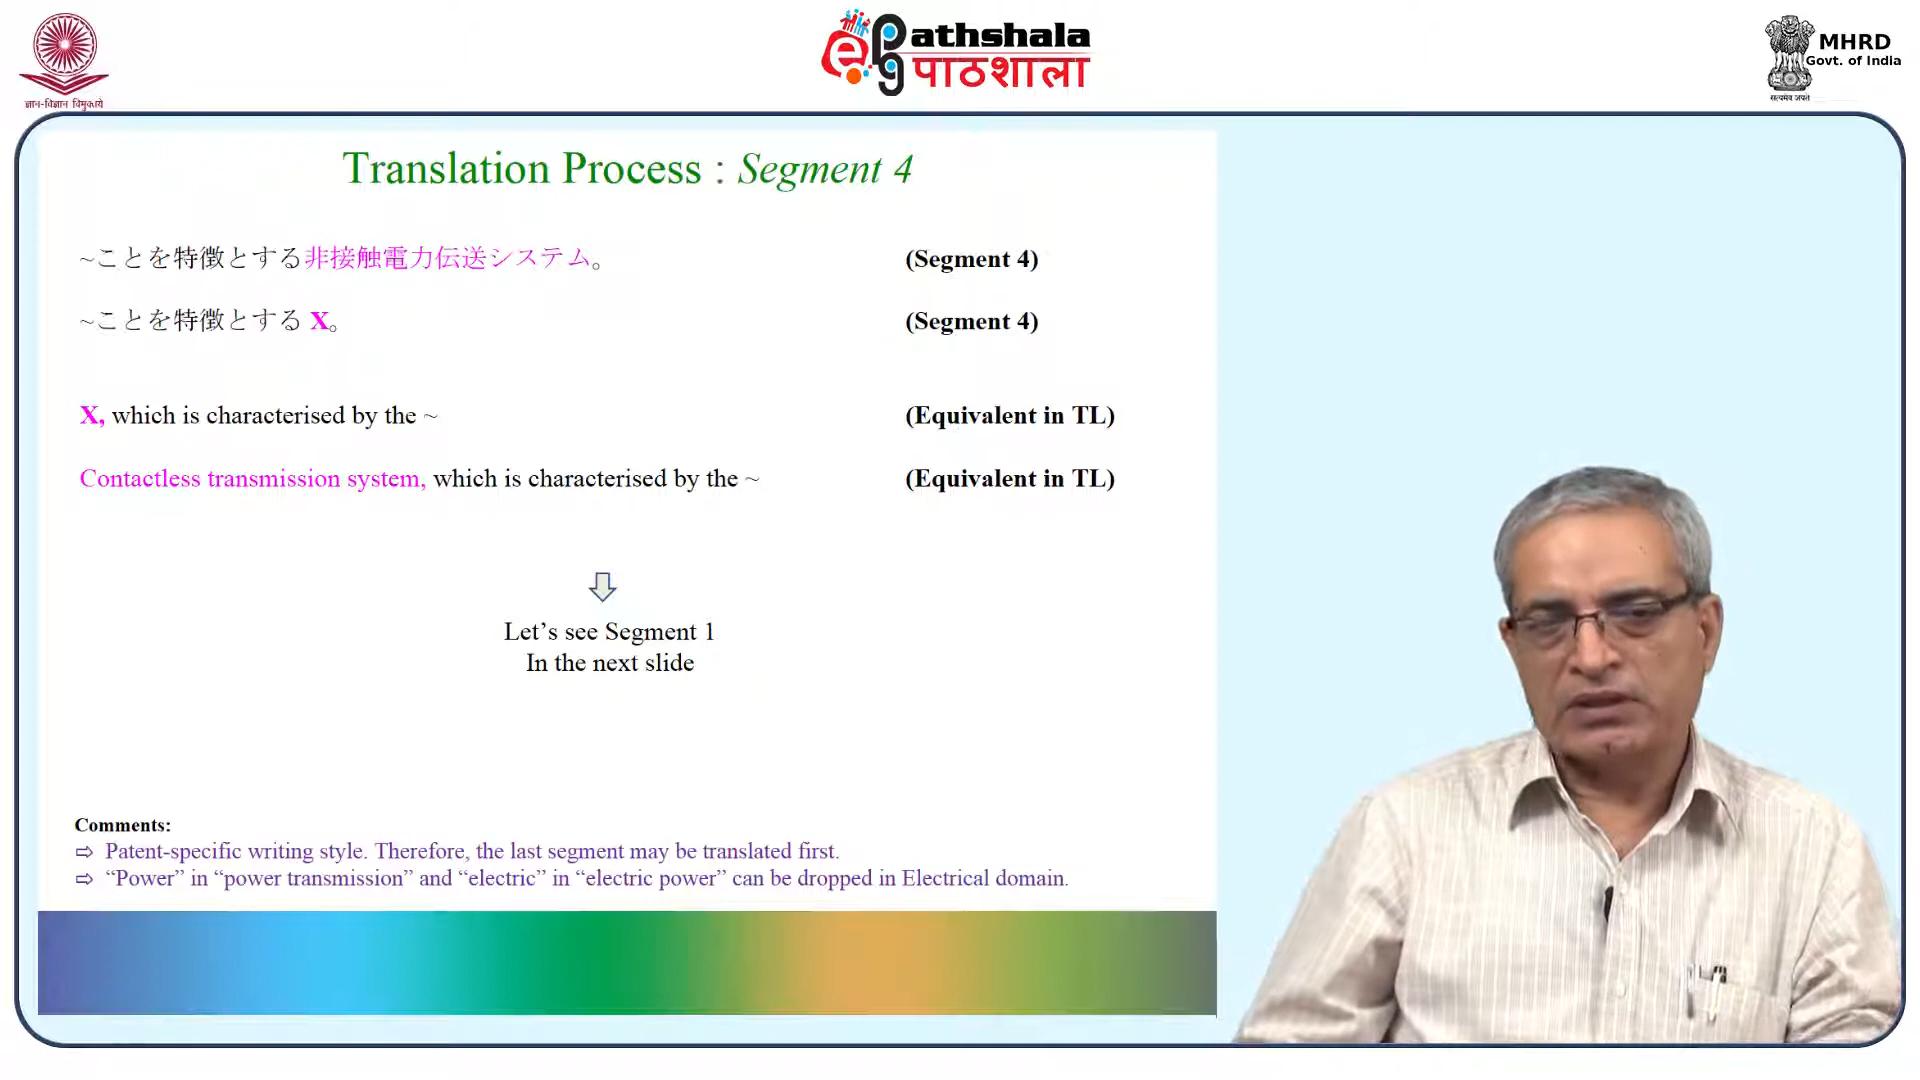 ज्ञान-विज्ञान विमुक्तये
ePathshala
पाठशाला
MHRD
Govt. of India
सत्यमेव जयते
Translation Process : Segment 4
~ことを特徴とする非接触電力伝送システム。 (Segment 4)
~ことを特徴とする X。 (Segment 4)
X, which is characterised by the ~ (Equivalent in TL)
Contactless transmission system, which is characterised by the ~ (Equivalent in TL)
Let’s see Segment 1
In the next slide
Comments:
⇨ Patent-specific writing style. Therefore, the last segment may be translated first.
⇨ “Power” in “power transmission” and “electric” in “electric power” can be dropped in Electrical domain.